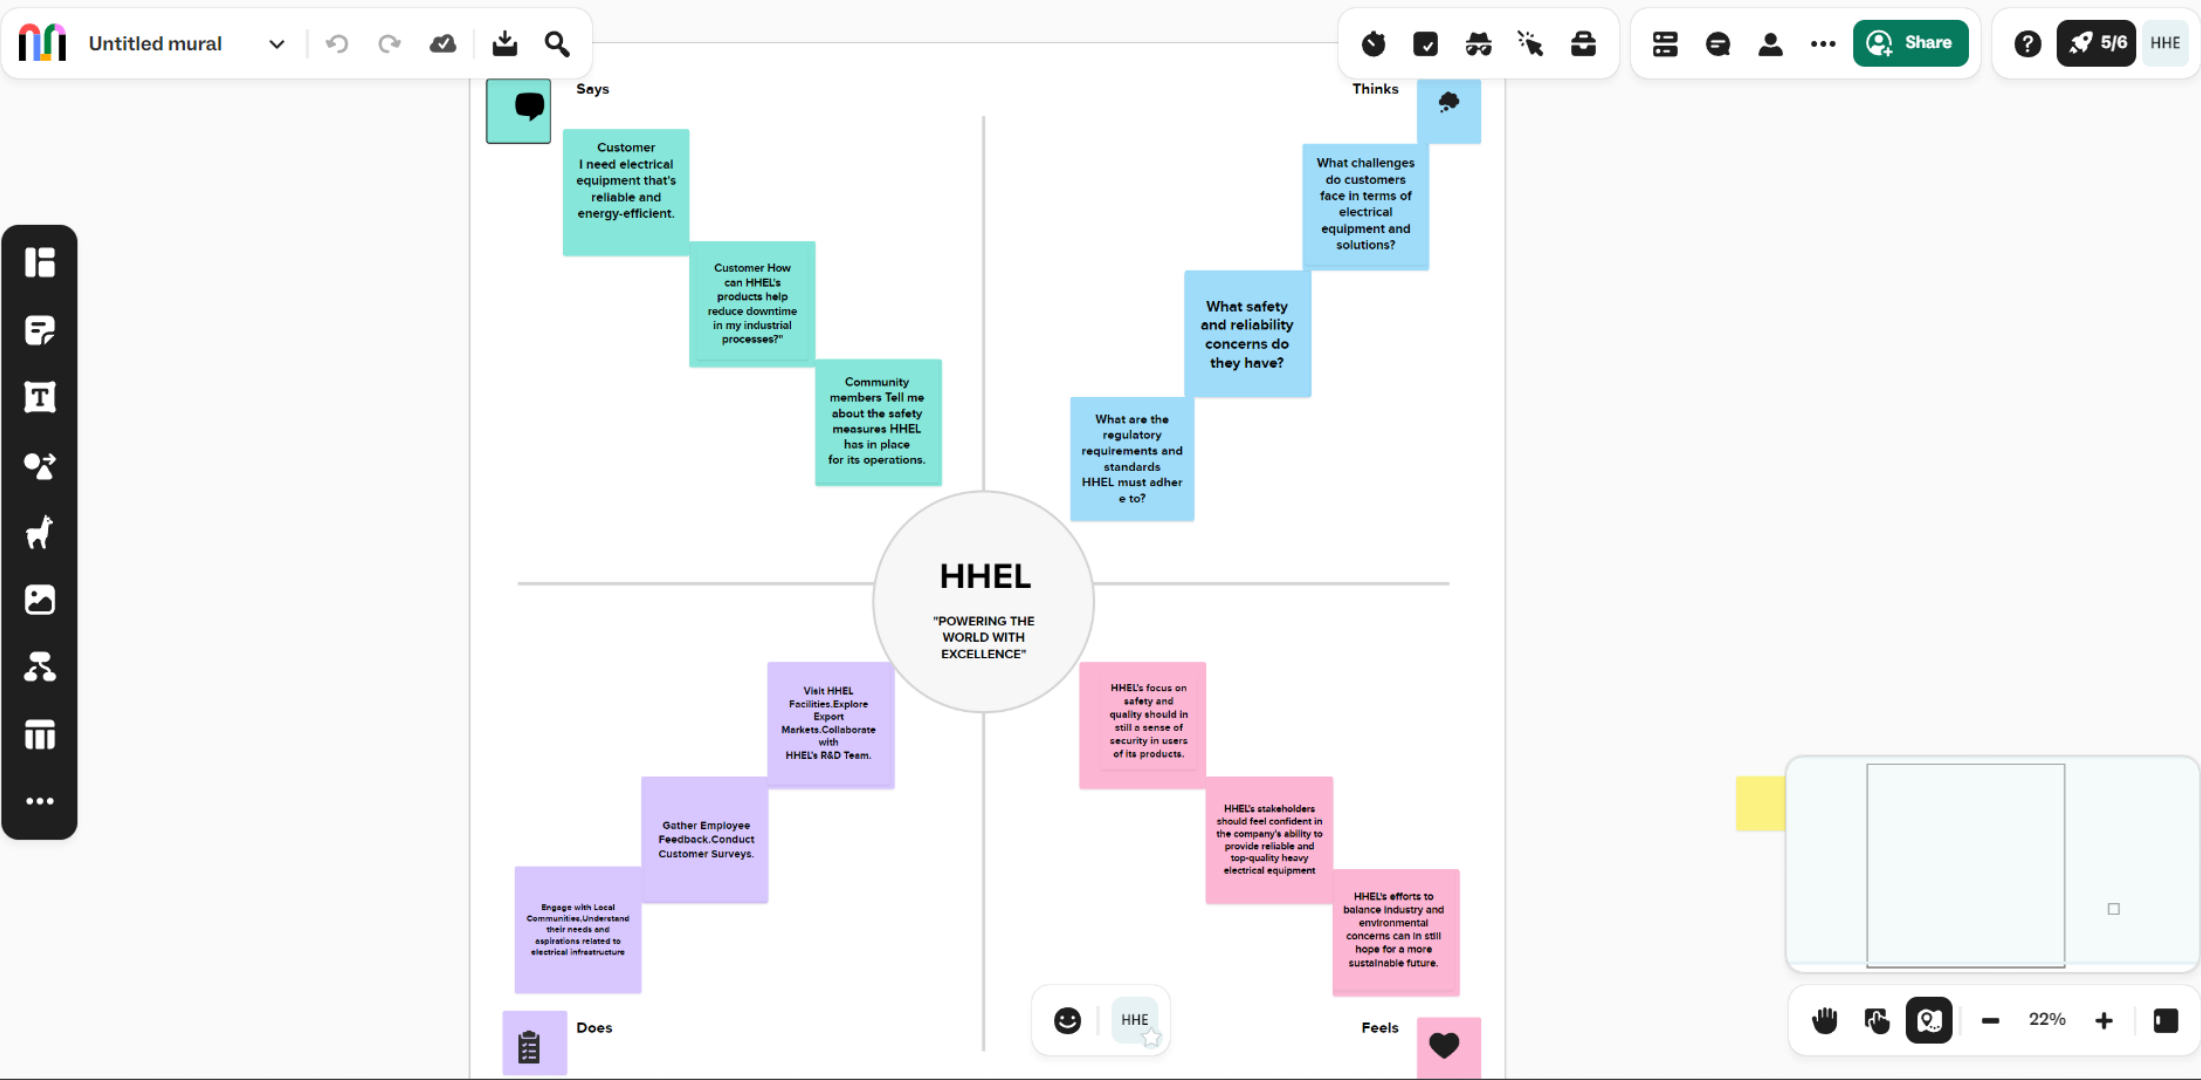 Untitled mural
Share
5/6
HHE
Says
Customer
I need electrical
equipment that's
reliable and
energy-efficient.
Customer How
can HHEL's
products help
reduce downtime
in my industrial
processes?"
Community
members Tell me
about the safety
measures HHEL
has in place
for its operations.
Thinks
What challenges
do customers
face in terms of
electrical
equipment and
solutions?
What safety
and reliability
concerns do
they have?
What are the
regulatory
requirements and
standards
HHEL must adher
e to?
HHEL
"POWERING THE
WORLD WITH
EXCELLENCE"
Visit HHEL
Facilities.Explore
Export
Markets.Collaborate
with
HHEL's R&D Team.
Gather Employee
Feedback.Conduct
Customer Surveys.
Engage with Local
Communities.Understand
their needs and
aspirations related to
electrical infrastructure
Does
HHEL's focus on
safety and
quality should in
still a sense of
security in users
of its products.
HHEL's stakeholders
should feel confident in
the company's ability to
provide reliable and
top-quality heavy
electrical equipment
HHEL's efforts to
balance industry and
environmental
concerns can in still
hope for a more
sustainable future.
Feels
HHE
22%